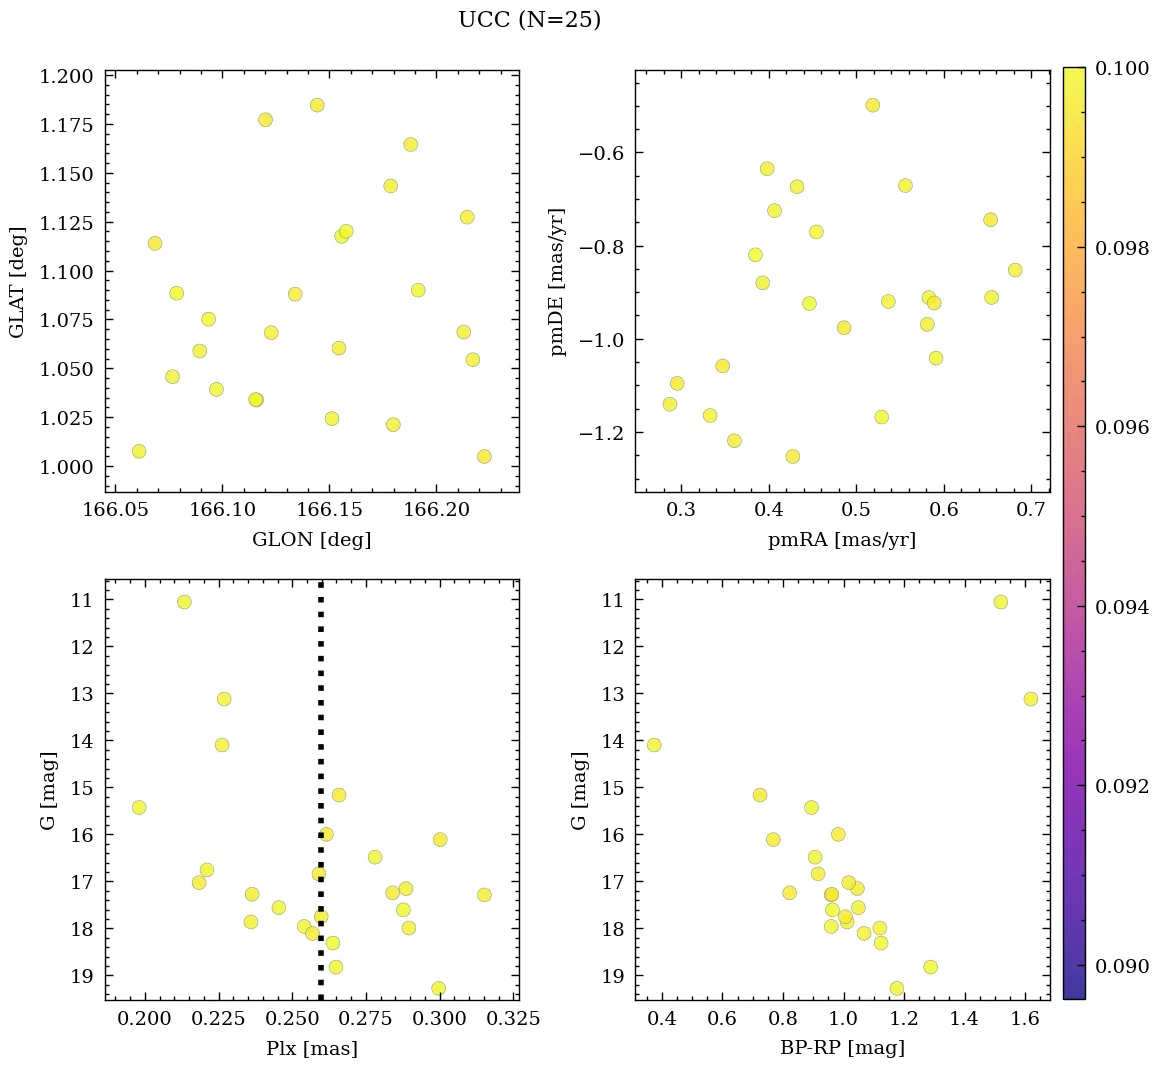 UCC (N=25)
1.200
1.175
1.150
1.125
1.100
1.075
1.050
1.025
1.000
GLAT [deg]
166.05 166.10 166.15 166.20
GLON [deg]
−0.6
−0.8
−1.0
−1.2
pmDE [mas/yr]
0.3 0.4 0.5 0.6 0.7
pmRA [mas/yr]
11
12
13
14
15
16
17
18
19
G [mag]
0.200 0.225 0.250 0.275 0.300 0.325
Plx [mas]
11
12
13
14
15
16
17
18
19
G [mag]
0.4 0.6 0.8 1.0 1.2 1.4 1.6
BP-RP [mag]
0.100
0.098
0.096
0.094
0.092
0.090